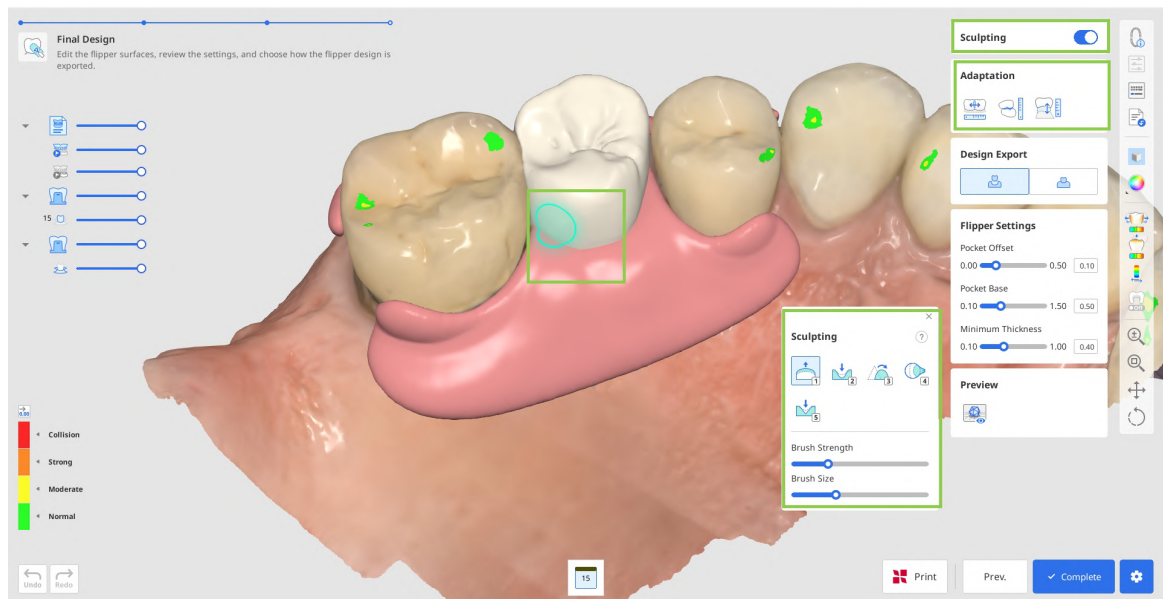 Final Design
Edit the flipper surfaces, review the settings, and choose how the flipper design is
exported.
15
0.00
Collision
Strong
Moderate
Normal
Undo
Redo
15
Sculpting
?
1
2
3
4
5
Brush Strength
Brush Size
Sculpting
Adaptation
Design Export
Flipper Settings
Pocket Offset
0.00 0.50 0.10
Pocket Base
0.10 1.50 0.50
Minimum Thickness
0.10 1.00 0.40
Preview
Print
Prev.
Complete